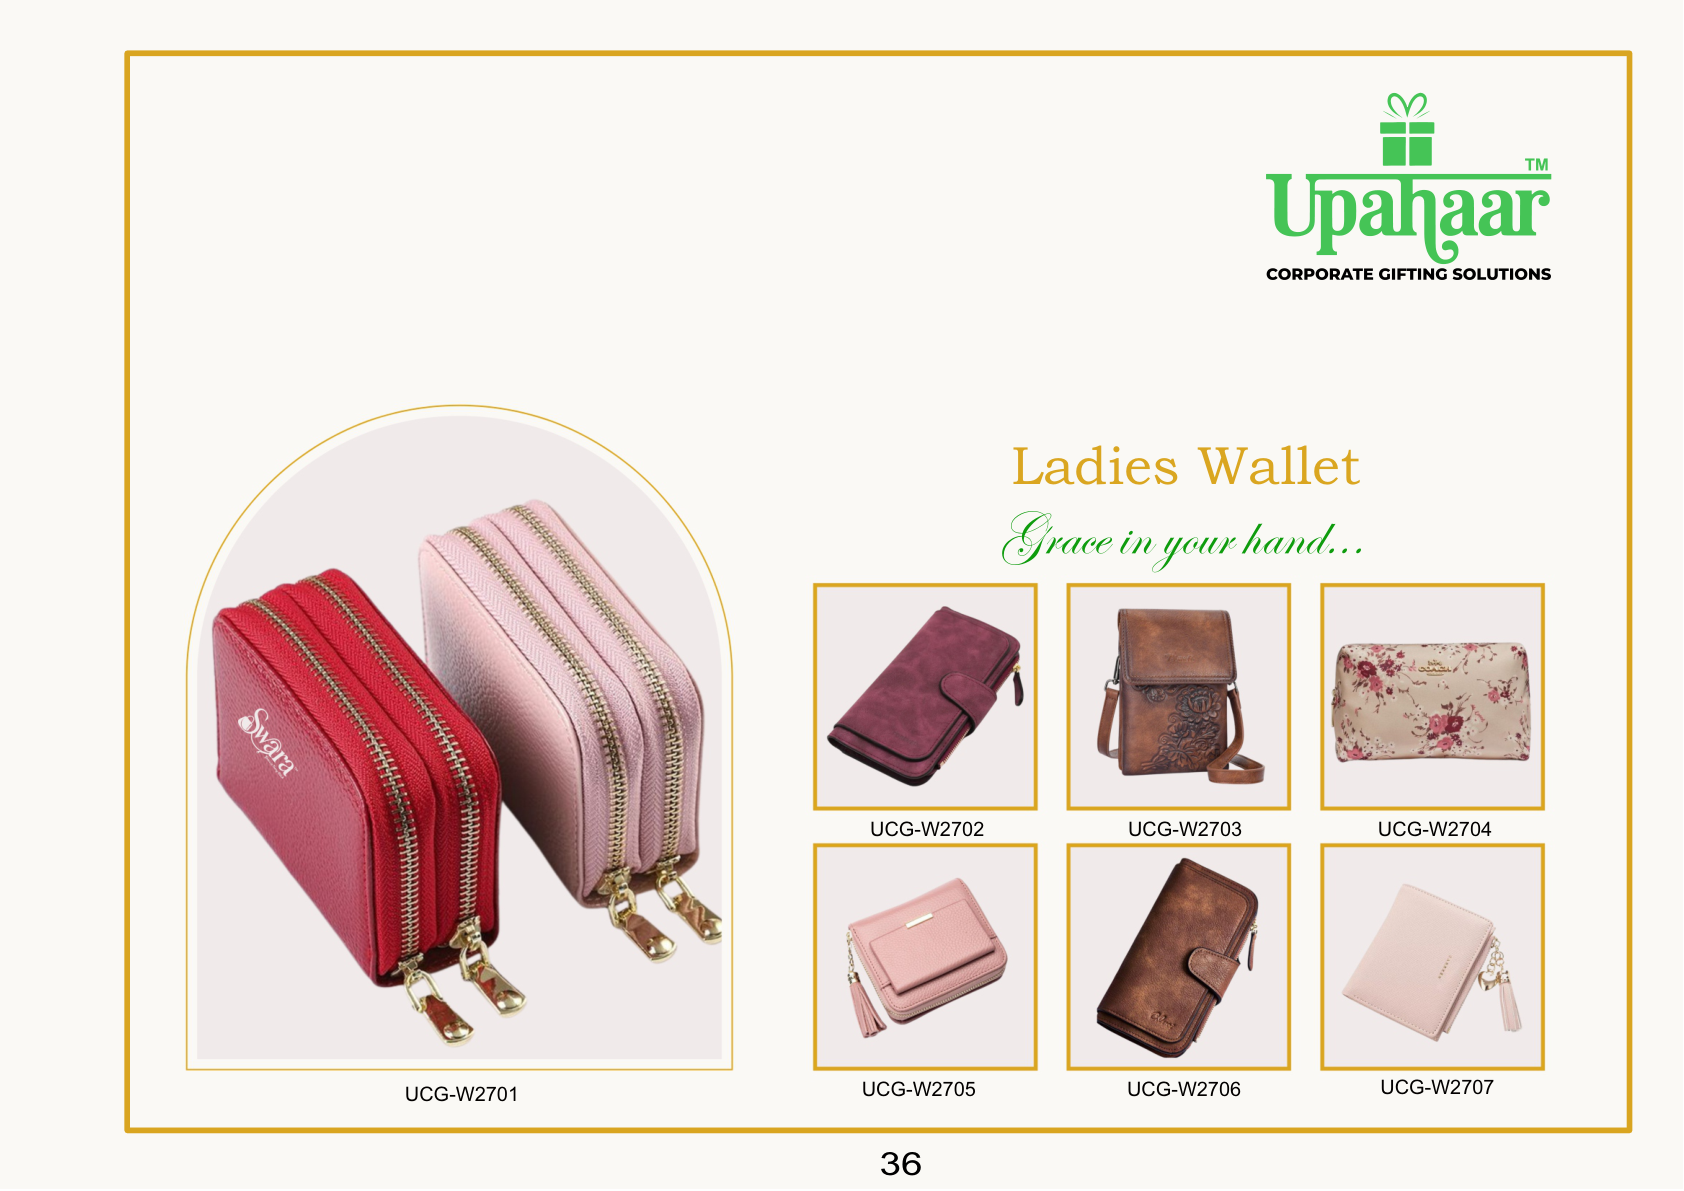 TM
Upahaar
CORPORATE GIFTING SOLUTIONS
Ladies Wallet
Grace in your hand...
Swara
COACH
UCG-W2702
UCG-W2703
UCG-W2704
UCG-W2701
UCG-W2705
UCG-W2706
UCG-W2707
36